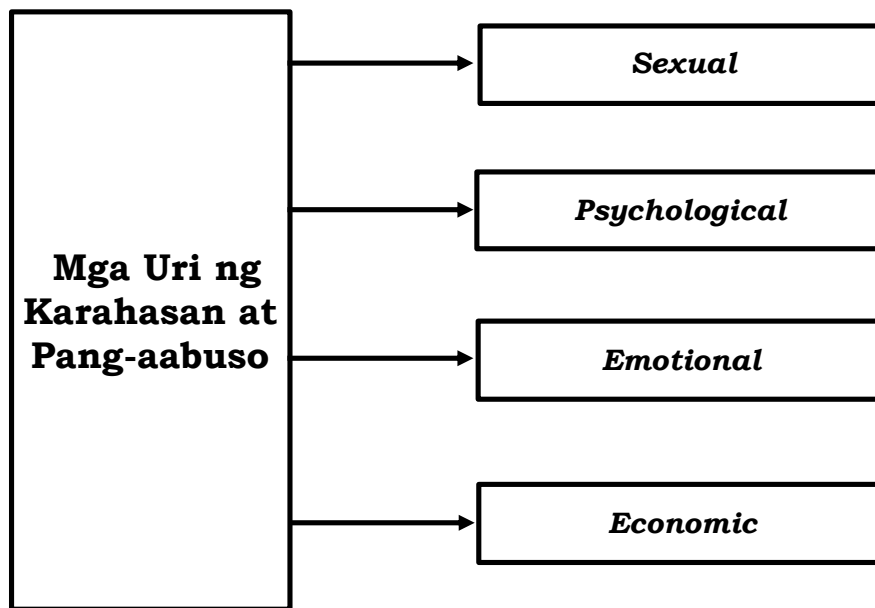 Mga Uri ng
Karahasan at
Pang-aabuso
Sexual
Psychological
Emotional
Economic